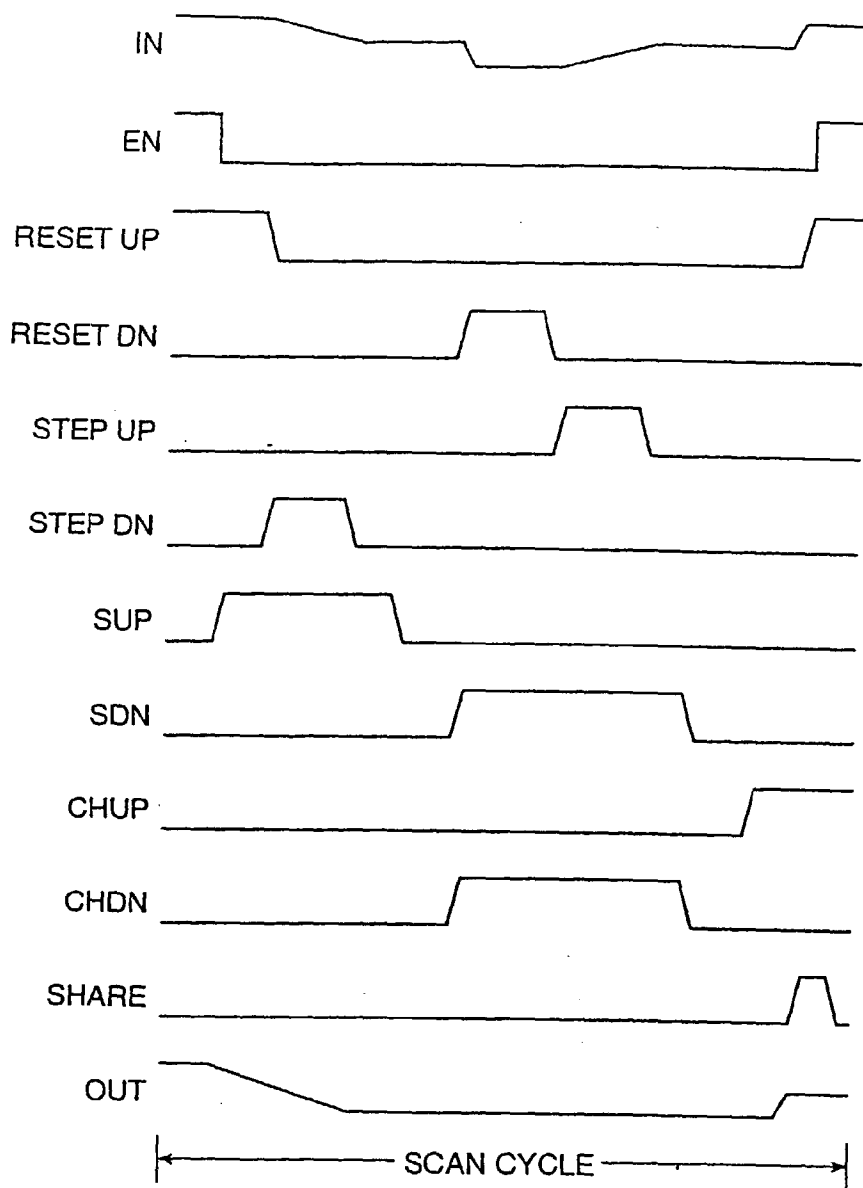 IN
EN
RESET UP
RESET DN
STEP UP
STEP DN
SUP
SDN
CHUP
CHDN
SHARE
OUT
SCAN CYCLE